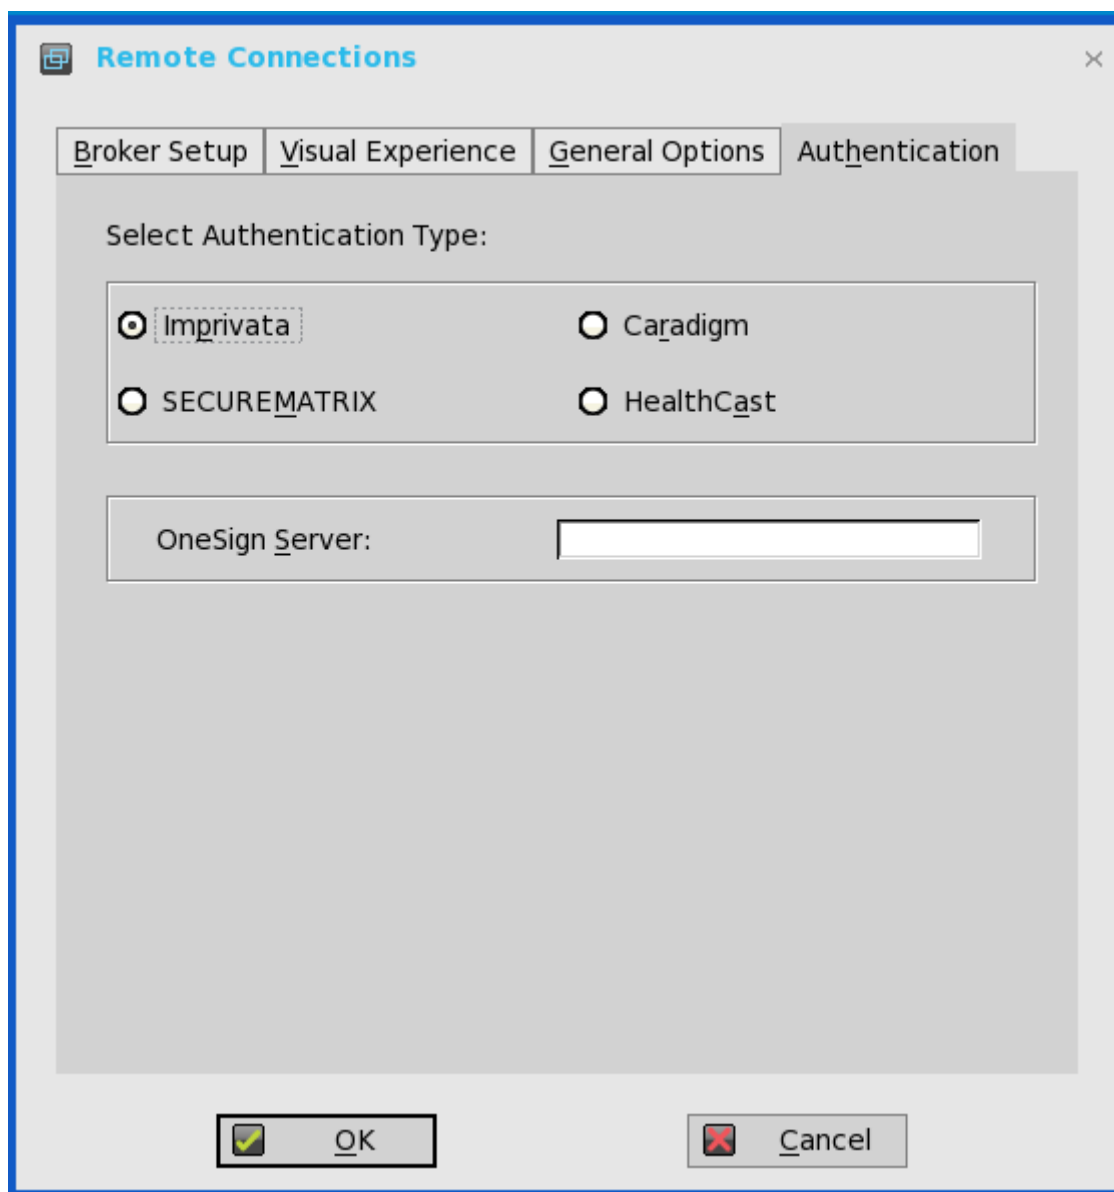 Remote Connections
Broker Setup Visual Experience General Options Authentication
Select Authentication Type:
Imprivata Caradigm
SECUREMATRIX HealthCast
OneSign Server:
OK Cancel